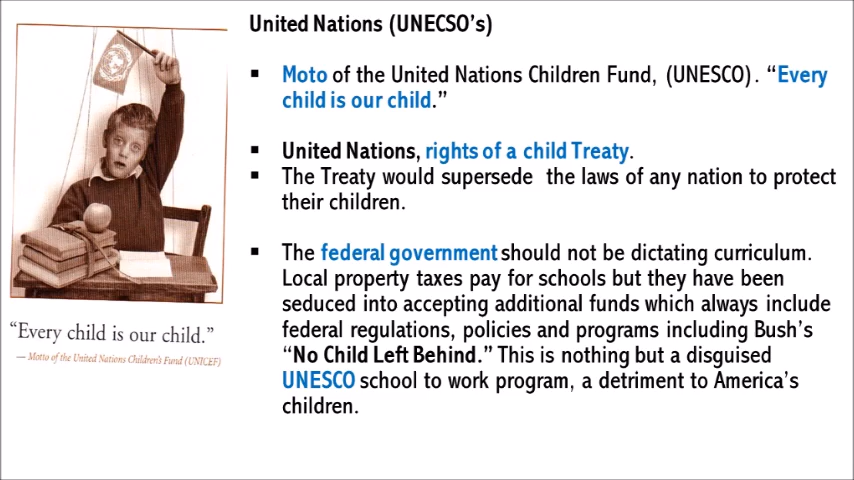 United Nations (UNECSO's)
▪ Moto of the United Nations Children Fund, (UNESCO). “Every
child is our child.”
▪ United Nations, rights of a child Treaty.
▪ The Treaty would supersede the laws of any nation to protect
their children.
▪ The federal government should not be dictating curriculum.
Local property taxes pay for schools but they have been
seduced into accepting additional funds which always include
federal regulations, policies and programs including Bush's
“No Child Left Behind.” This is nothing but a disguised
UNESCO school to work program, a detriment to America's
children.
“Every child is our child.”
— Motto of the United Nations Children's Fund (UNICEF)